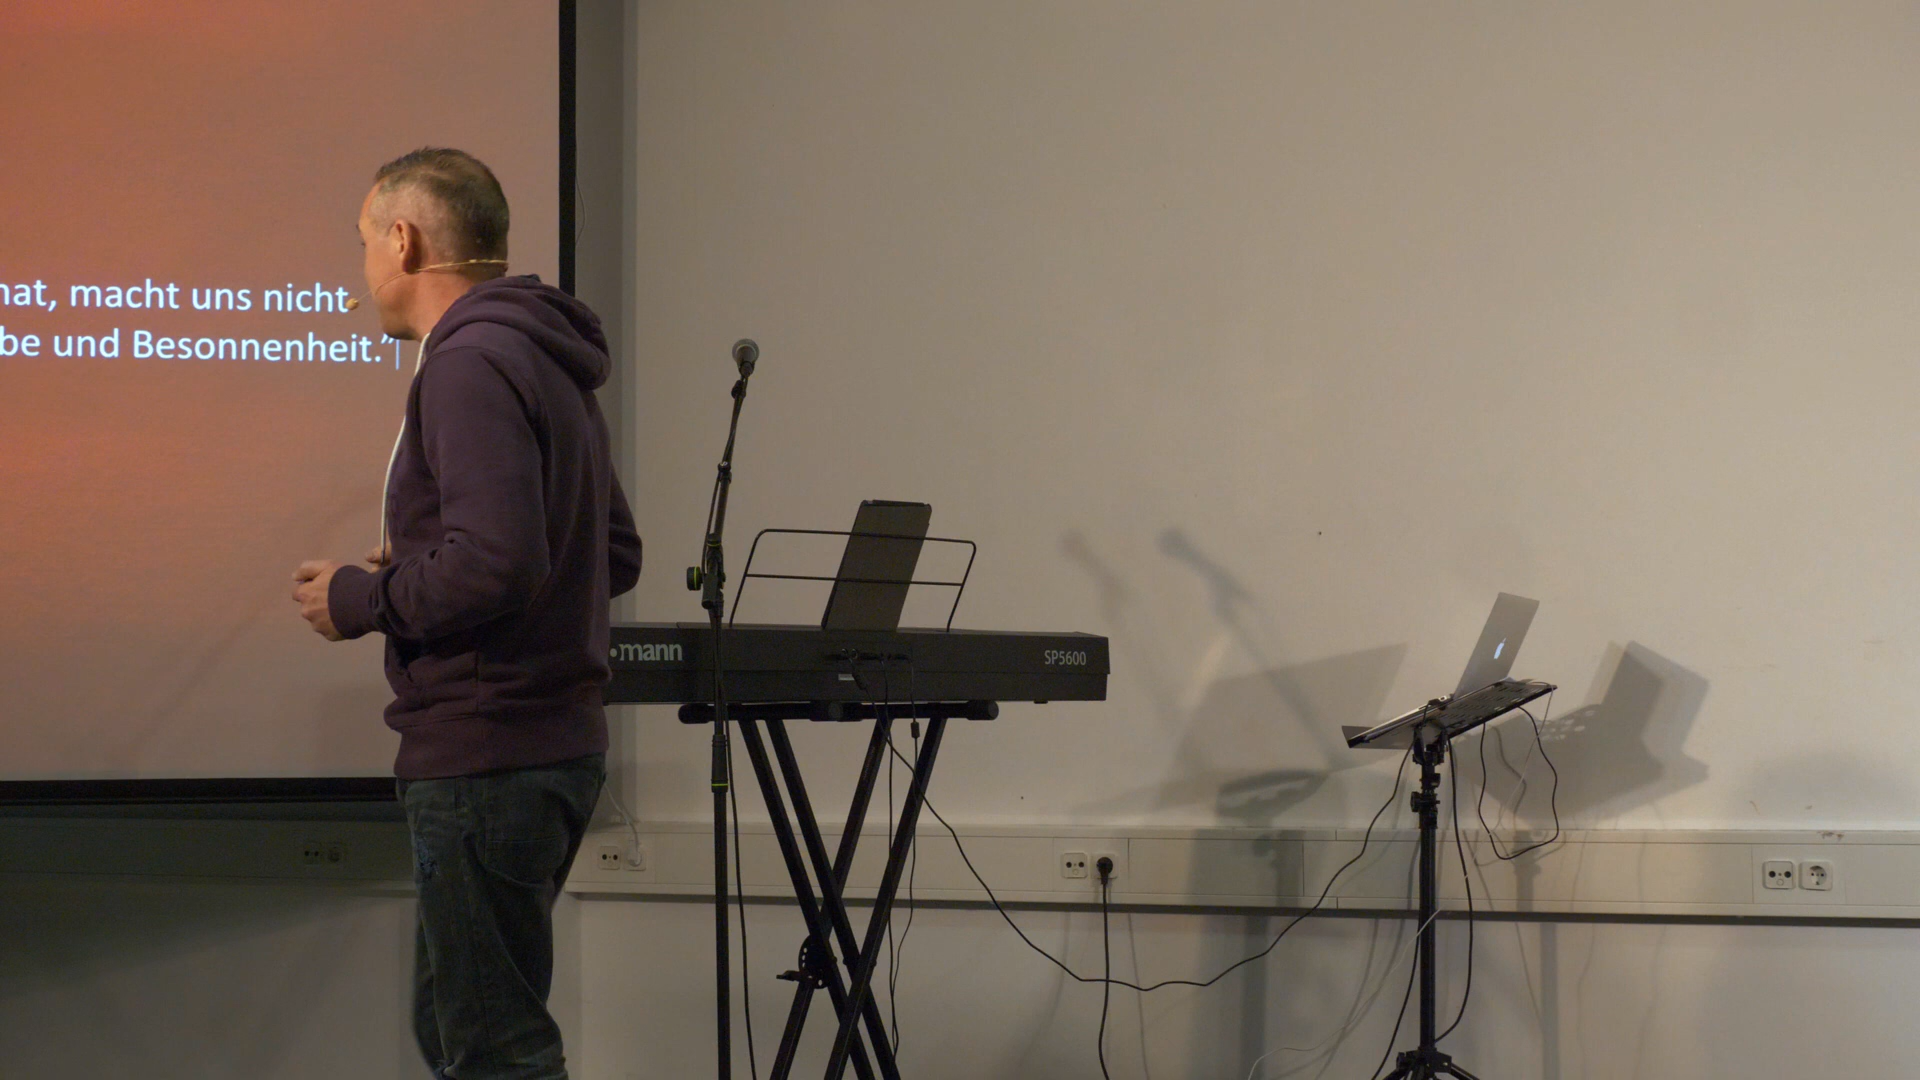 hat, macht uns nicht
be und Besonnenheit.”
mann
SP5600